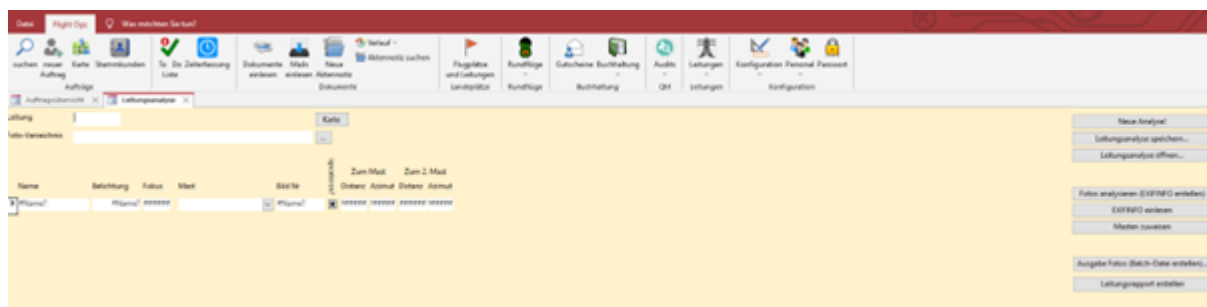 Datei Flight Ops Was möchten Sie tun?
suchen neuer Auftrag Karte Stammkunden To Do Liste Zeiterfassung Dokumente einlesen Mails einlesen Neue Aktennotiz Verlauf Aktennotiz suchen Flugplätze und Leitungen Rundflüge Gutscheine Buchhaltung Audits Leitungen Konfiguration Personal Passwort
Aufträge Dokumente Landeplätze Rundflüge Buchhaltung QM Leitungen Konfiguration
Auftragsübersicht Leitungsanalyse
Leitung Karte Neue Analyse!
Foto-Verzeichnis ... Leitungsanalyse speichern...
Leitungsanalyse öffnen...
Zum Mast Zum 2. Mast
Name Belichtung Fokus Mast Bild Nr Distanz Azimut Distanz Azimut
Fotos analysieren (EXIFINFO erstellen)
#Name? #Name? ####### #Name? ####### ###### ####### ######
EXIFINFO einlesen
Masten zuweisen
Ausgabe Fotos (Batch-Datei erstellen)...
Leitungsrapport erstellen